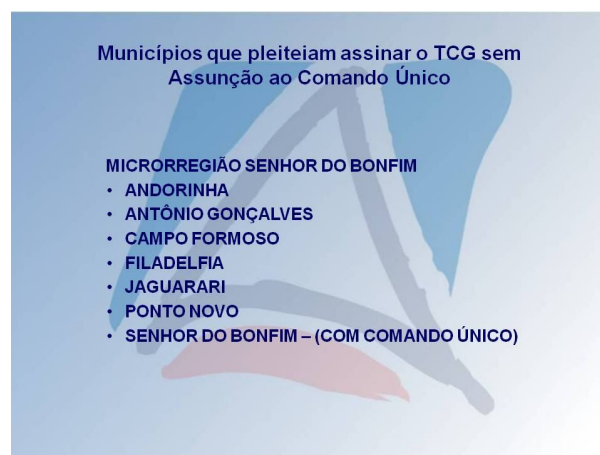 Municípios que pleiteiam assinar o TCG sem
Assunção ao Comando Único
MICRORREGIÃO SENHOR DO BONFIM
• ANDORINHA
• ANTÔNIO GONÇALVES
• CAMPO FORMOSO
• FILADELFIA
• JAGUARARI
• PONTO NOVO
• SENHOR DO BONFIM – (COM COMANDO ÚNICO)